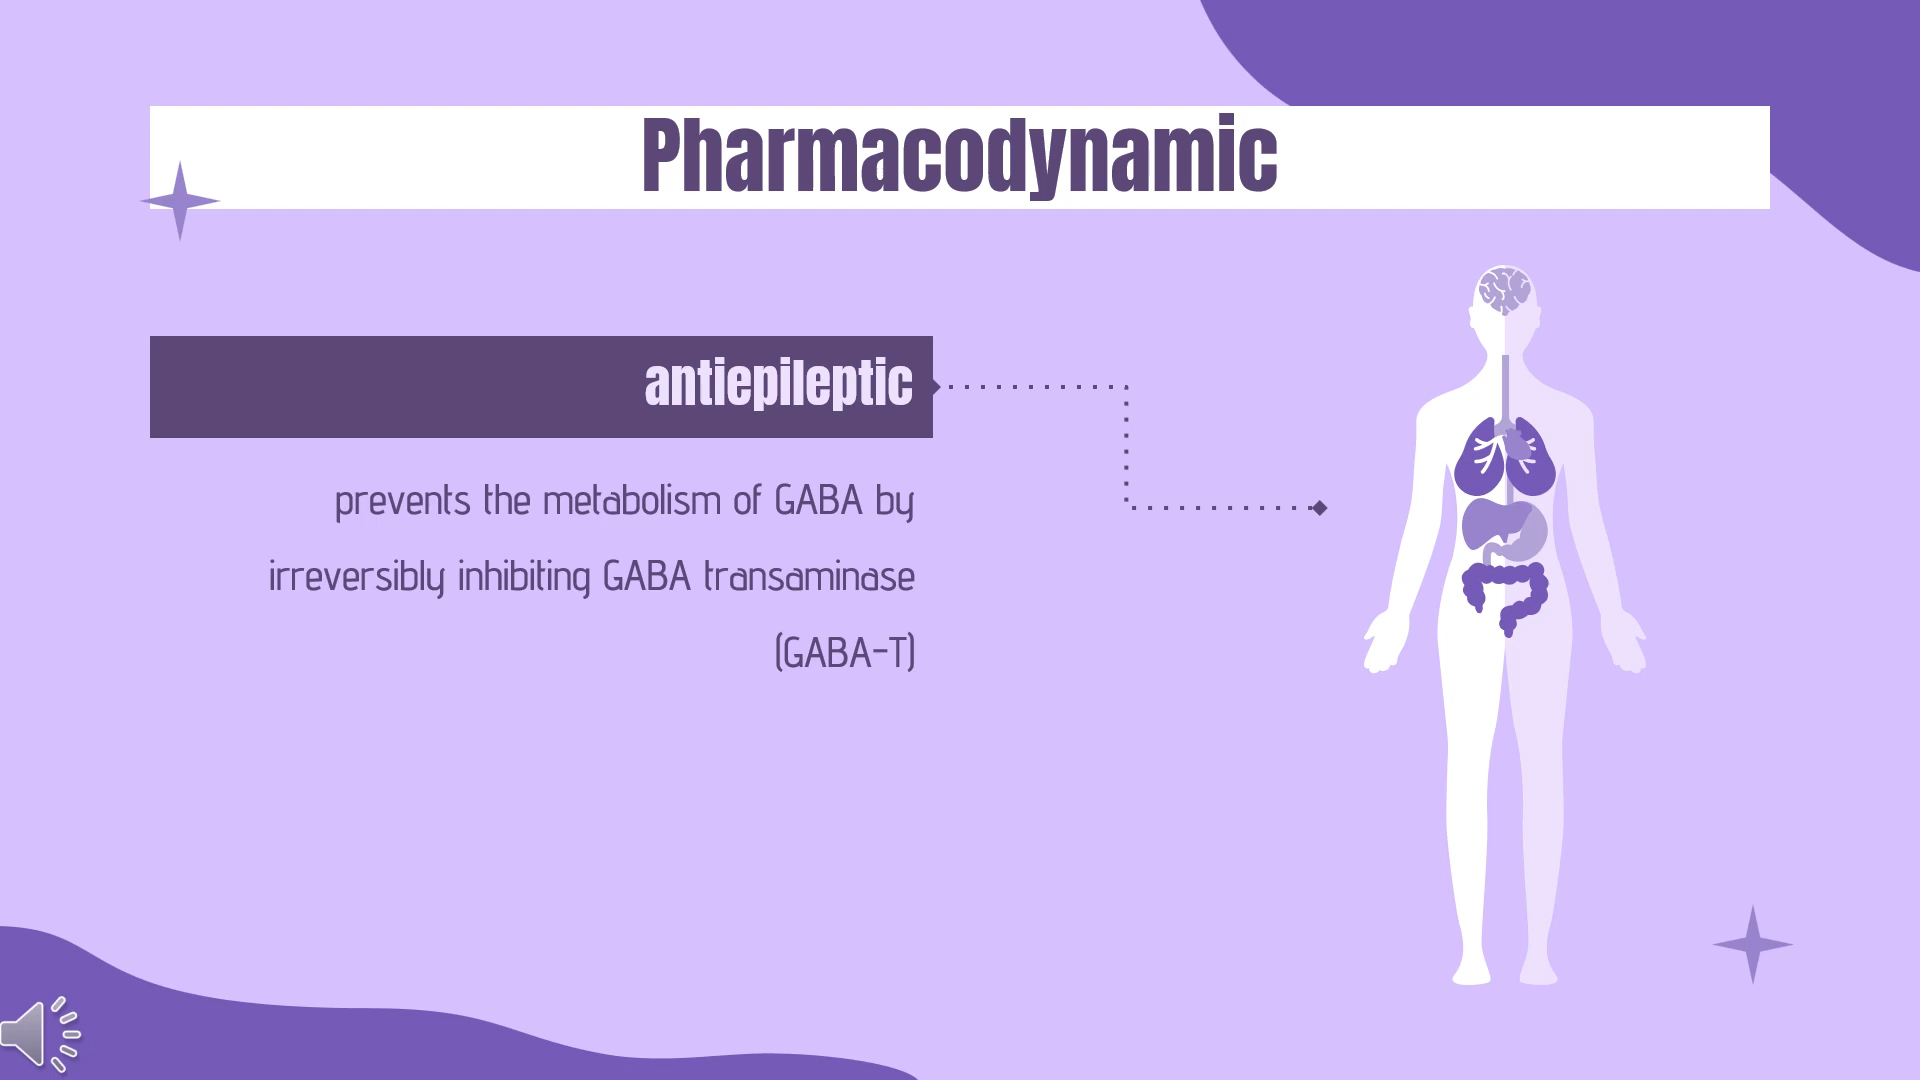 Pharmacodynamic
antiepileptic
prevents the metabolism of GABA by
irreversibly inhibiting GABA transaminase
(GABA-T)